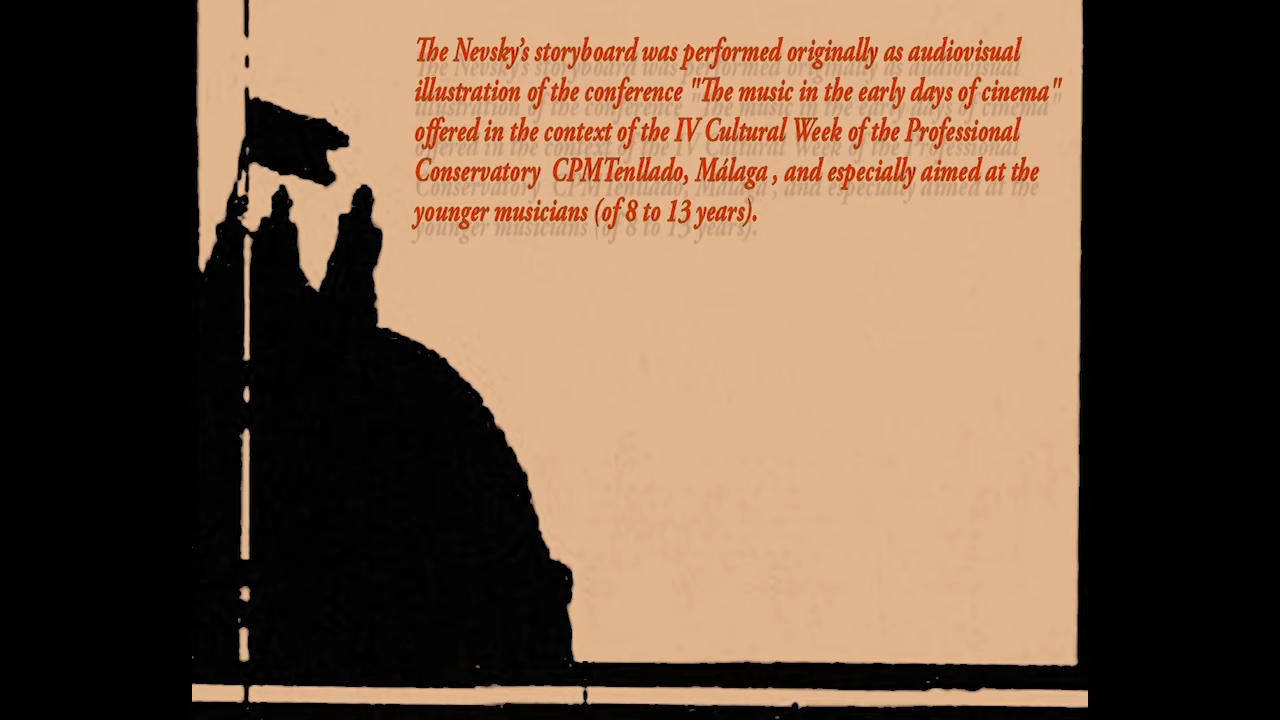 The Nevsky's storyboard was performed originally as audiovisual
illustration of the conference "The music in the early days of cinema"
offered in the context of the IV Cultural Week of the Professional
Conservatory CPMTenllado, Málaga , and especially aimed at the
younger musicians (of 8 to 13 years).